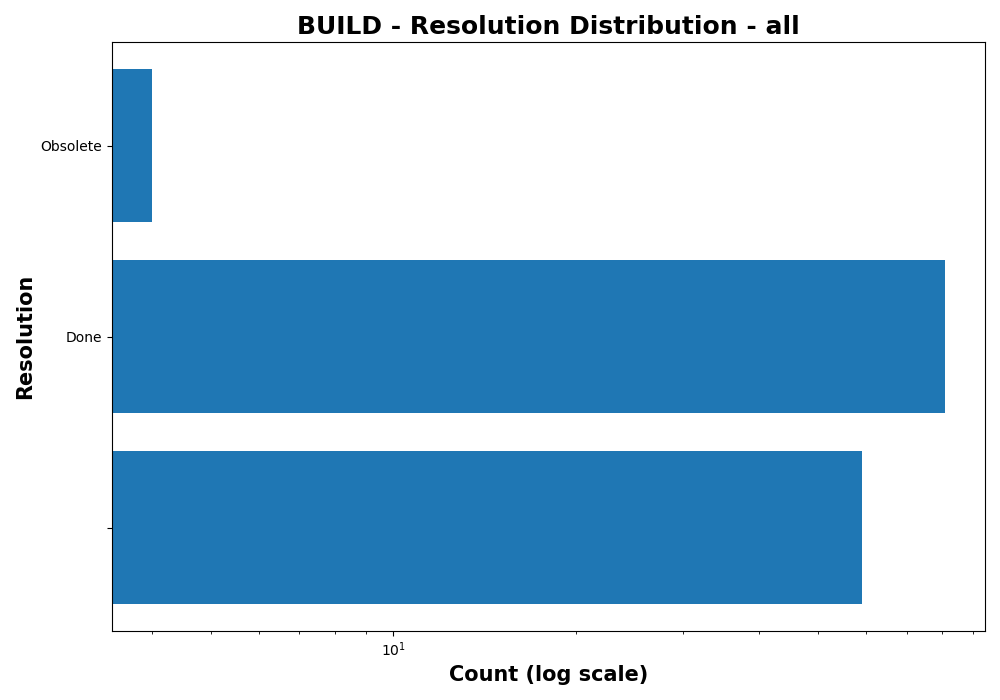 BUILD - Resolution Distribution - all
Obsolete
Done
Resolution
10¹
Count (log scale)